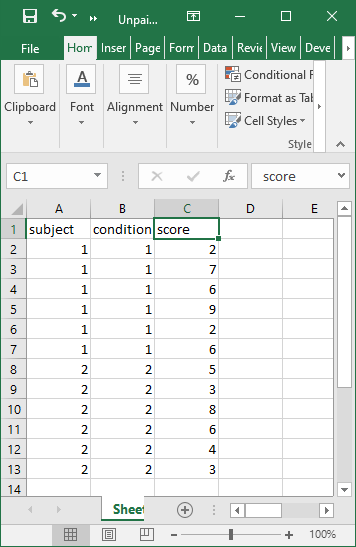 Unpai...
File Hom Inser Page Form Data Revie View Deve
Clipboard Font Alignment Number
% Conditional F
Format as Tab
Cell Styles
Style
C1 fx score
A B C D E
1 subject condition score
2 1 1 2
3 1 1 7
4 1 1 6
5 1 1 9
6 1 1 2
7 1 1 6
8 2 2 5
9 2 2 3
10 2 2 8
11 2 2 6
12 2 2 4
13 2 2 3
14
Sheet
100%